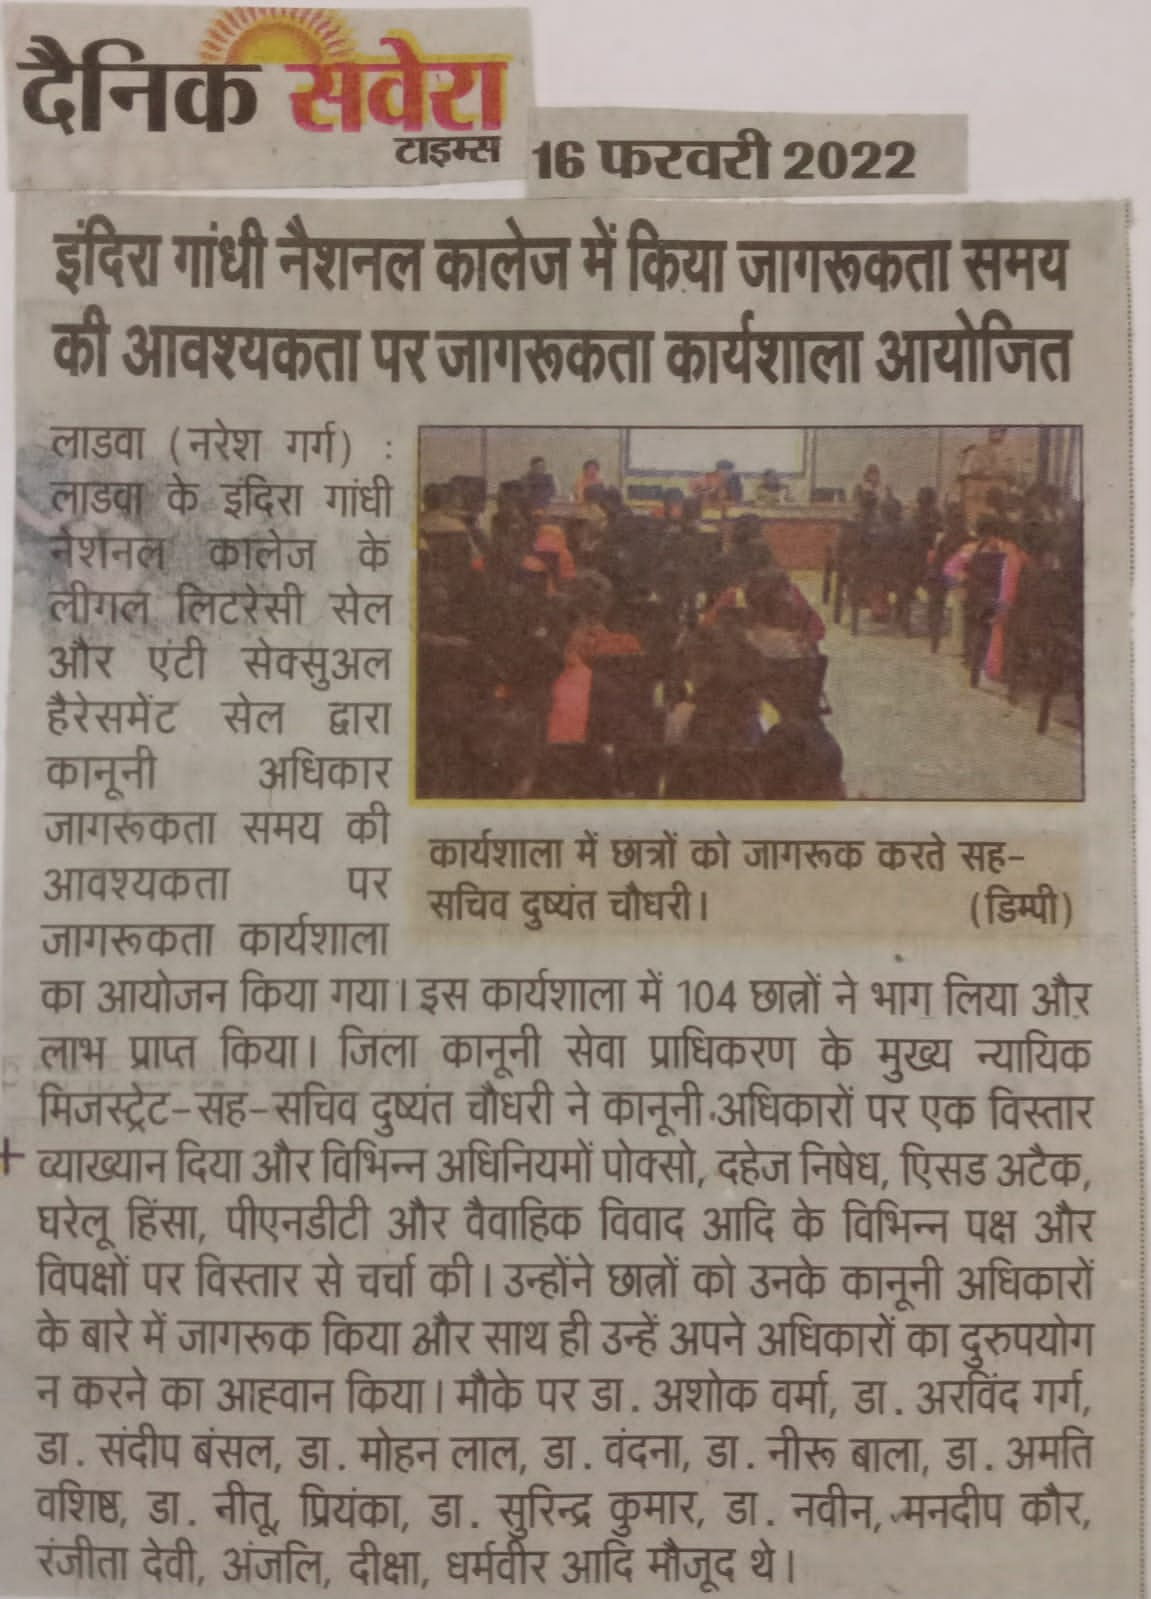 दैनिक सवेरा
टाइम्स
16 फरवरी 2022
इंदिरा गांधी नैशनल कालेज में किया जागरूकता समय
की आवश्यकता पर जागरूकता कार्यशाला आयोजित
लाडवा (नरेश गर्ग) :
लाडवा के इंदिरा गांधी
नेशनल कालेज के
लीगल लिटरेसी सेल
और एंटी सेक्सुअल
हैरेसमेंट सेल द्वारा
कानूनी अधिकार
जागरूकता समय की
आवश्यकता पर
जागरूकता कार्यशाला
कार्यशाला में छात्रों को जागरूक करते सह-
सचिव दुष्यंत चौधरी। (डिम्पी)
का आयोजन किया गया। इस कार्यशाला में 104 छात्रों ने भाग लिया और
लाभ प्राप्त किया। जिला कानूनी सेवा प्राधिकरण के मुख्य न्यायिक
मिजस्ट्रेट-सह-सचिव दुष्यंत चौधरी ने कानूनी अधिकारों पर एक विस्तार
व्याख्यान दिया और विभिन्न अधिनियमों पोक्सो, दहेज निषेध, एिसड अटैक,
घरेलू हिंसा, पीएनडीटी और वैवाहिक विवाद आदि के विभिन्न पक्ष और
विपक्षों पर विस्तार से चर्चा की। उन्होंने छात्रों को उनके कानूनी अधिकारों
के बारे में जागरूक किया और साथ ही उन्हें अपने अधिकारों का दुरुपयोग
न करने का आह्वान किया। मौके पर डा. अशोक वर्मा, डा. अरविंद गर्ग,
डा. संदीप बंसल, डा. मोहन लाल, डा. वंदना, डा. नीरू बाला, डा. अमति
वशिष्ठ, डा. नीतू, प्रियंका, डा. सुरिन्द्र कुमार, डा. नवीन, मनदीप कौर,
रंजीता देवी, अंजलि, दीक्षा, धर्मवीर आदि मौजूद थे।